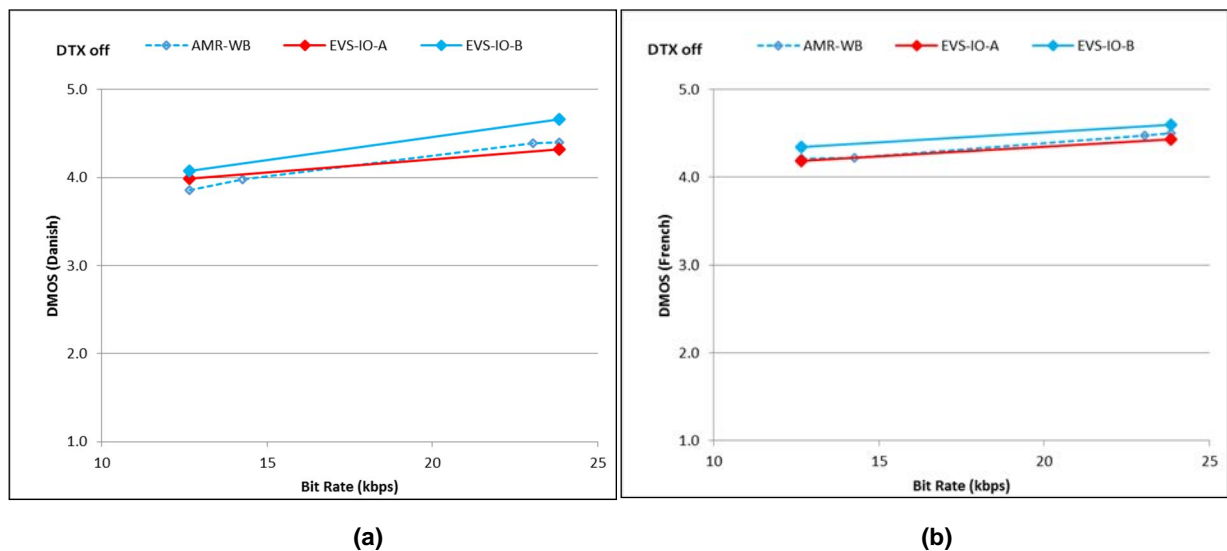 DTX off AMR-WB EVS-IO-A EVS-IO-B
5.0
4.0
3.0
2.0
1.0
DMOS (Danish)
10 15 20 25
Bit Rate (kbps)
(a)
DTX off AMR-WB EVS-IO-A EVS-IO-B
5.0
4.0
3.0
2.0
1.0
DMOS (French)
10 15 20 25
Bit Rate (kbps)
(b)